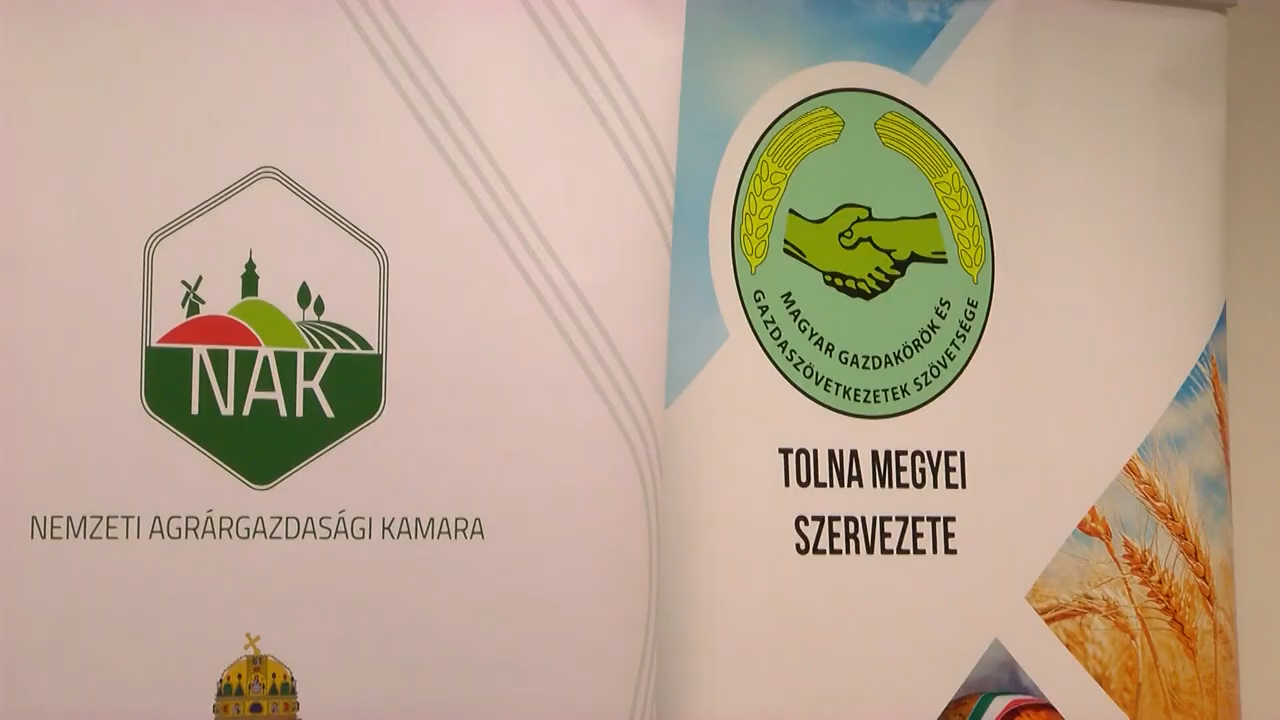 NAK
NEMZETI AGRÁRGAZDASÁGI KAMARA
MAGYAR GAZDAKÖRÖK ÉS
GAZDASZÖVETKEZETEK SZÖVETSÉGE
TOLNA MEGYEI
SZERVEZETE